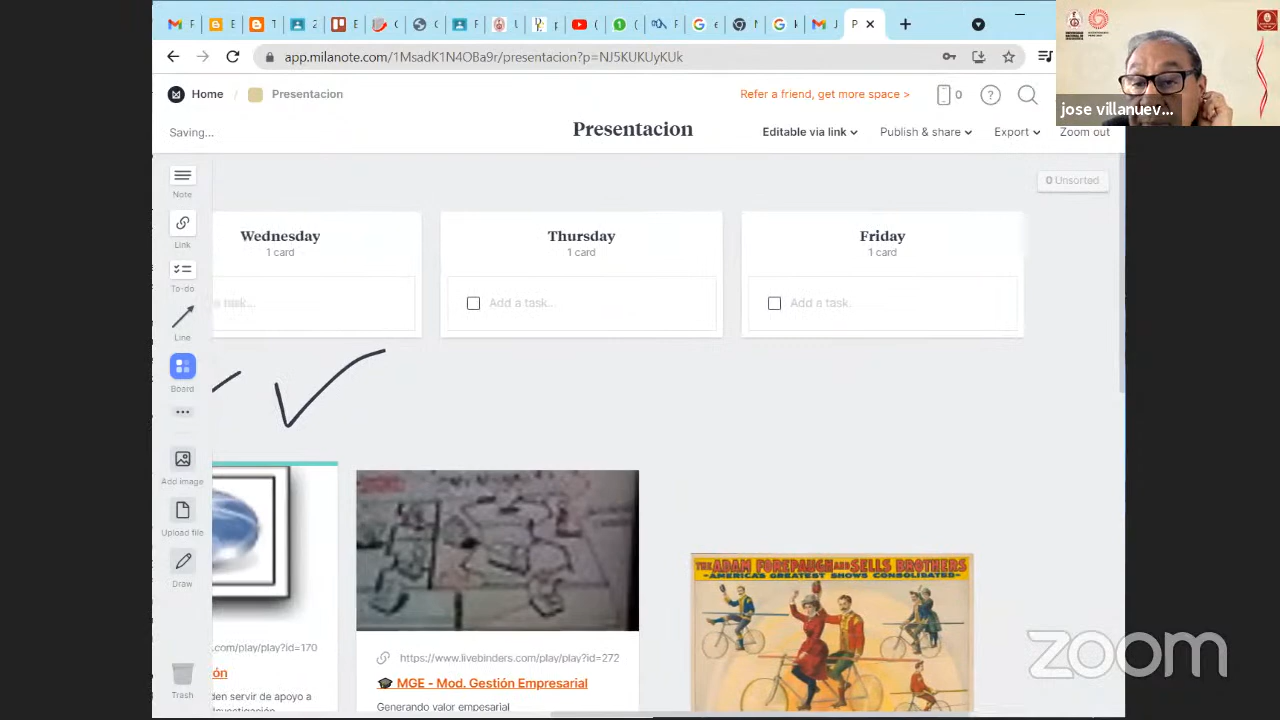 app.milanote.com/1MsadK1N4OBa9r/presentacion?p=NJ5KUKUyKUk
Home / Presentacion
Refer a friend, get more space >
0
jose villanuev...
Saving...
Presentacion
Editable via link
Publish & share
Export
Zoom out
0 Unsorted
Note
Link
To-do
Line
Board
Add image
Upload file
Draw
Trash
Wednesday
1 card
Thursday
1 card
Add a task...
Friday
1 card
Add a task.
THE ADAM FOREPAUGH AND SELLS BROTHERS
AMERICA'S GREATEST SHOWS CONSOLIDATED
.com/play/play?id=170
ón
den servir de apoyo a
https://www.livebinders.com/play/play?id=272
🎓 MGE - Mod. Gestión Empresarial
Generando valor empesarial
zoom